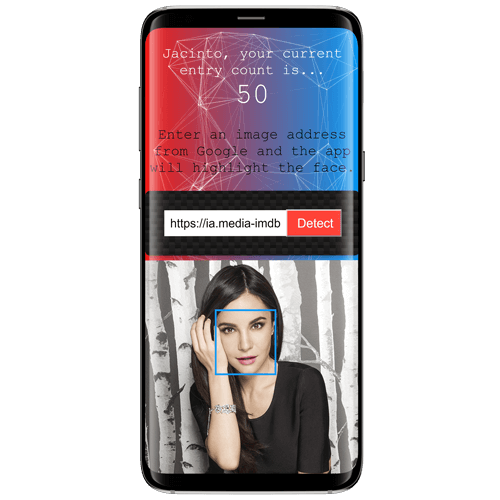 Jacinto, your current
entry count is...
50
Enter an image address
from Google and the app
will highlight the face.
https://ia.media-imdb
Detect